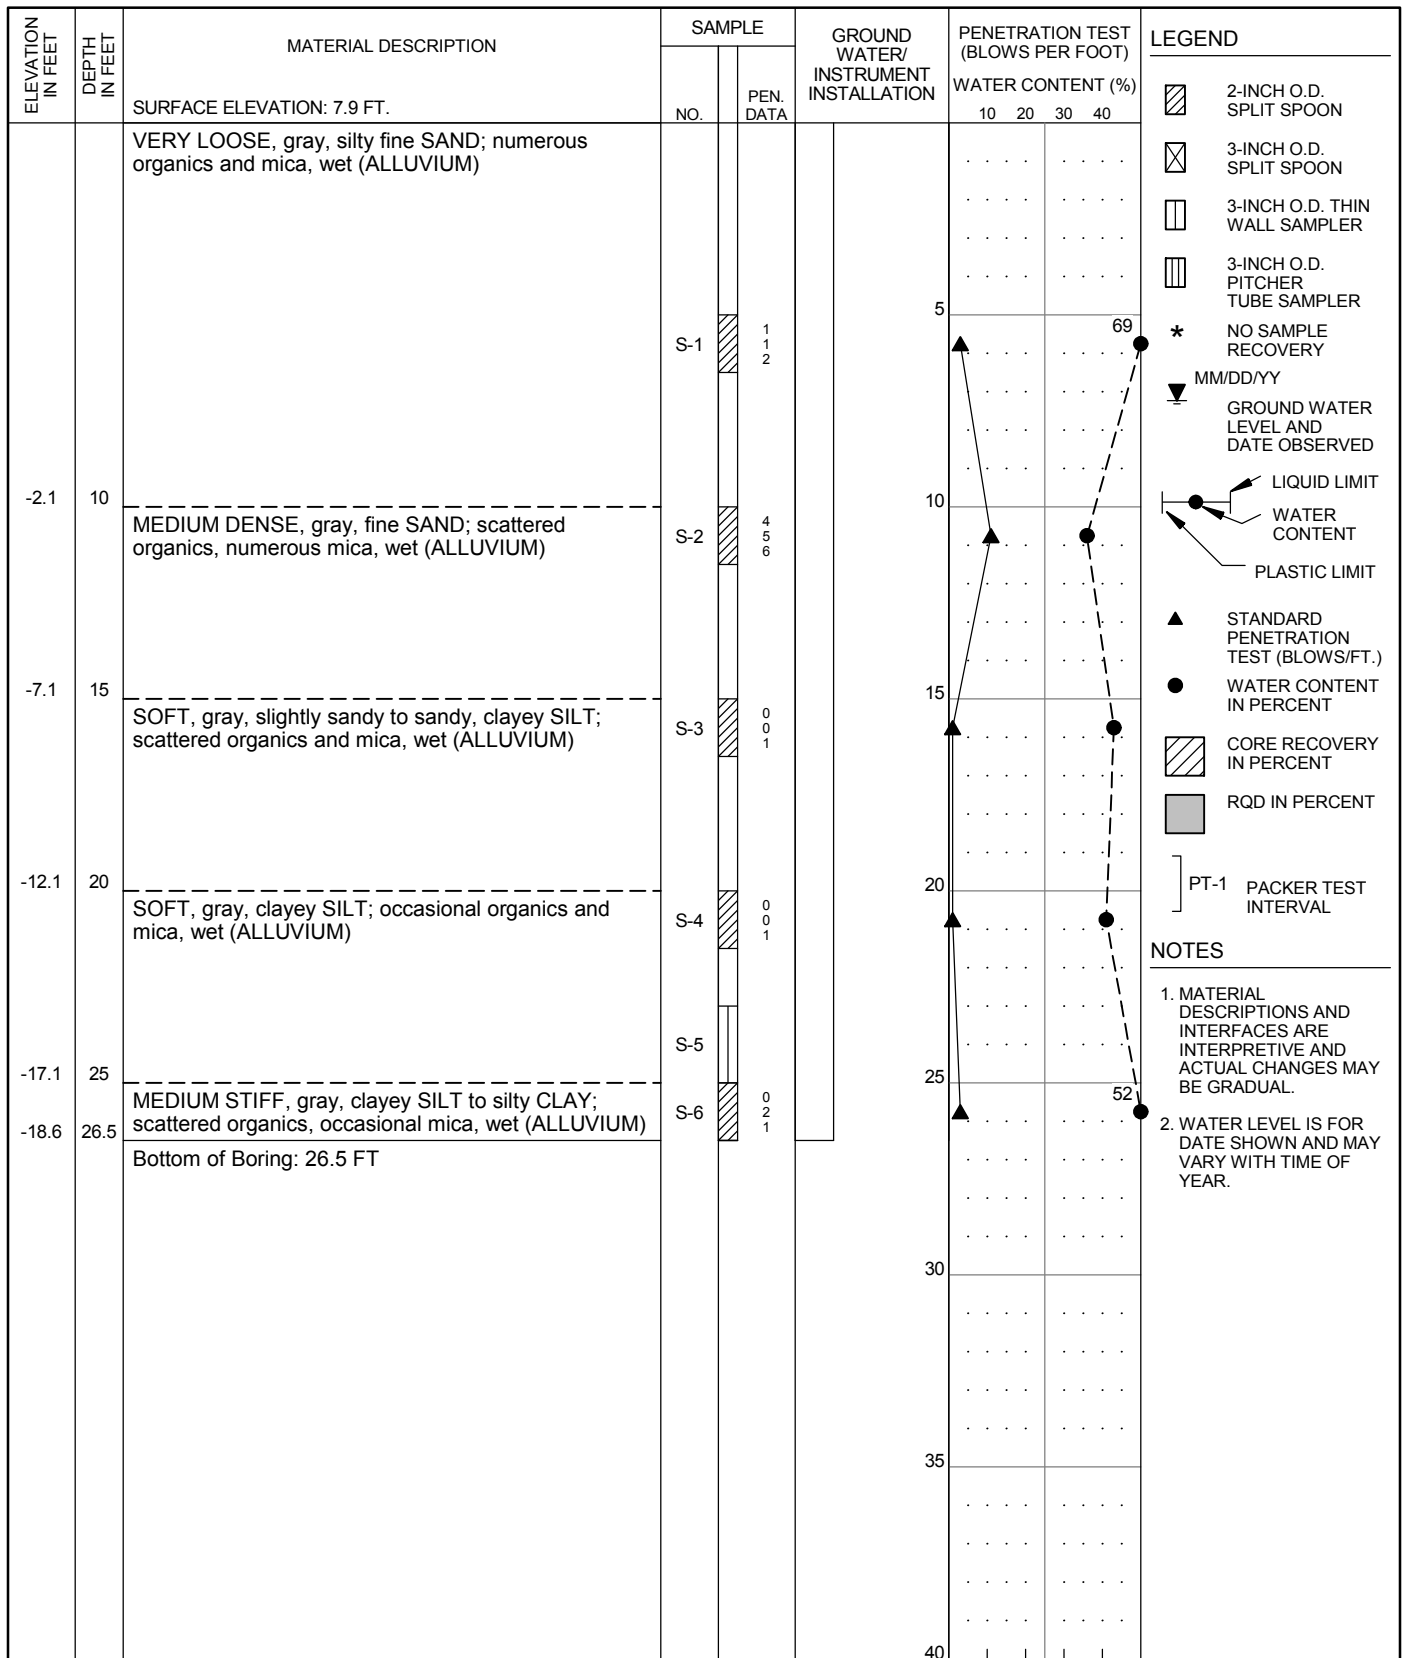 ELEVATION
IN FEET
DEPTH
IN FEET
MATERIAL DESCRIPTION
SURFACE ELEVATION: 7.9 FT.
SAMPLE
NO.
PEN.
DATA
GROUND
WATER/
INSTRUMENT
INSTALLATION
PENETRATION TEST
(BLOWS PER FOOT)
WATER CONTENT (%)
10 20 30 40
VERY LOOSE, gray, silty fine SAND; numerous
organics and mica, wet (ALLUVIUM)
5
S-1
1
1
2
69
-2.1 10
10
MEDIUM DENSE, gray, fine SAND; scattered
organics, numerous mica, wet (ALLUVIUM)
S-2
4
5
6
-7.1 15
15
SOFT, gray, slightly sandy to sandy, clayey SILT;
scattered organics and mica, wet (ALLUVIUM)
S-3
0
0
1
-12.1 20
20
SOFT, gray, clayey SILT; occasional organics and
mica, wet (ALLUVIUM)
S-4
0
0
1
S-5
-17.1 25
25
MEDIUM STIFF, gray, clayey SILT to silty CLAY;
scattered organics, occasional mica, wet (ALLUVIUM)
S-6
0
2
1
52
-18.6 26.5
Bottom of Boring: 26.5 FT
30
35
40
LEGEND
2-INCH O.D.
SPLIT SPOON
3-INCH O.D.
SPLIT SPOON
3-INCH O.D. THIN
WALL SAMPLER
3-INCH O.D.
PITCHER
TUBE SAMPLER
* NO SAMPLE
RECOVERY
MM/DD/YY
GROUND WATER
LEVEL AND
DATE OBSERVED
LIQUID LIMIT
WATER
CONTENT
PLASTIC LIMIT
STANDARD
PENETRATION
TEST (BLOWS/FT.)
WATER CONTENT
IN PERCENT
CORE RECOVERY
IN PERCENT
RQD IN PERCENT
PT-1 PACKER TEST
INTERVAL
NOTES
1. MATERIAL
DESCRIPTIONS AND
INTERFACES ARE
INTERPRETIVE AND
ACTUAL CHANGES MAY
BE GRADUAL.
2. WATER LEVEL IS FOR
DATE SHOWN AND MAY
VARY WITH TIME OF
YEAR.